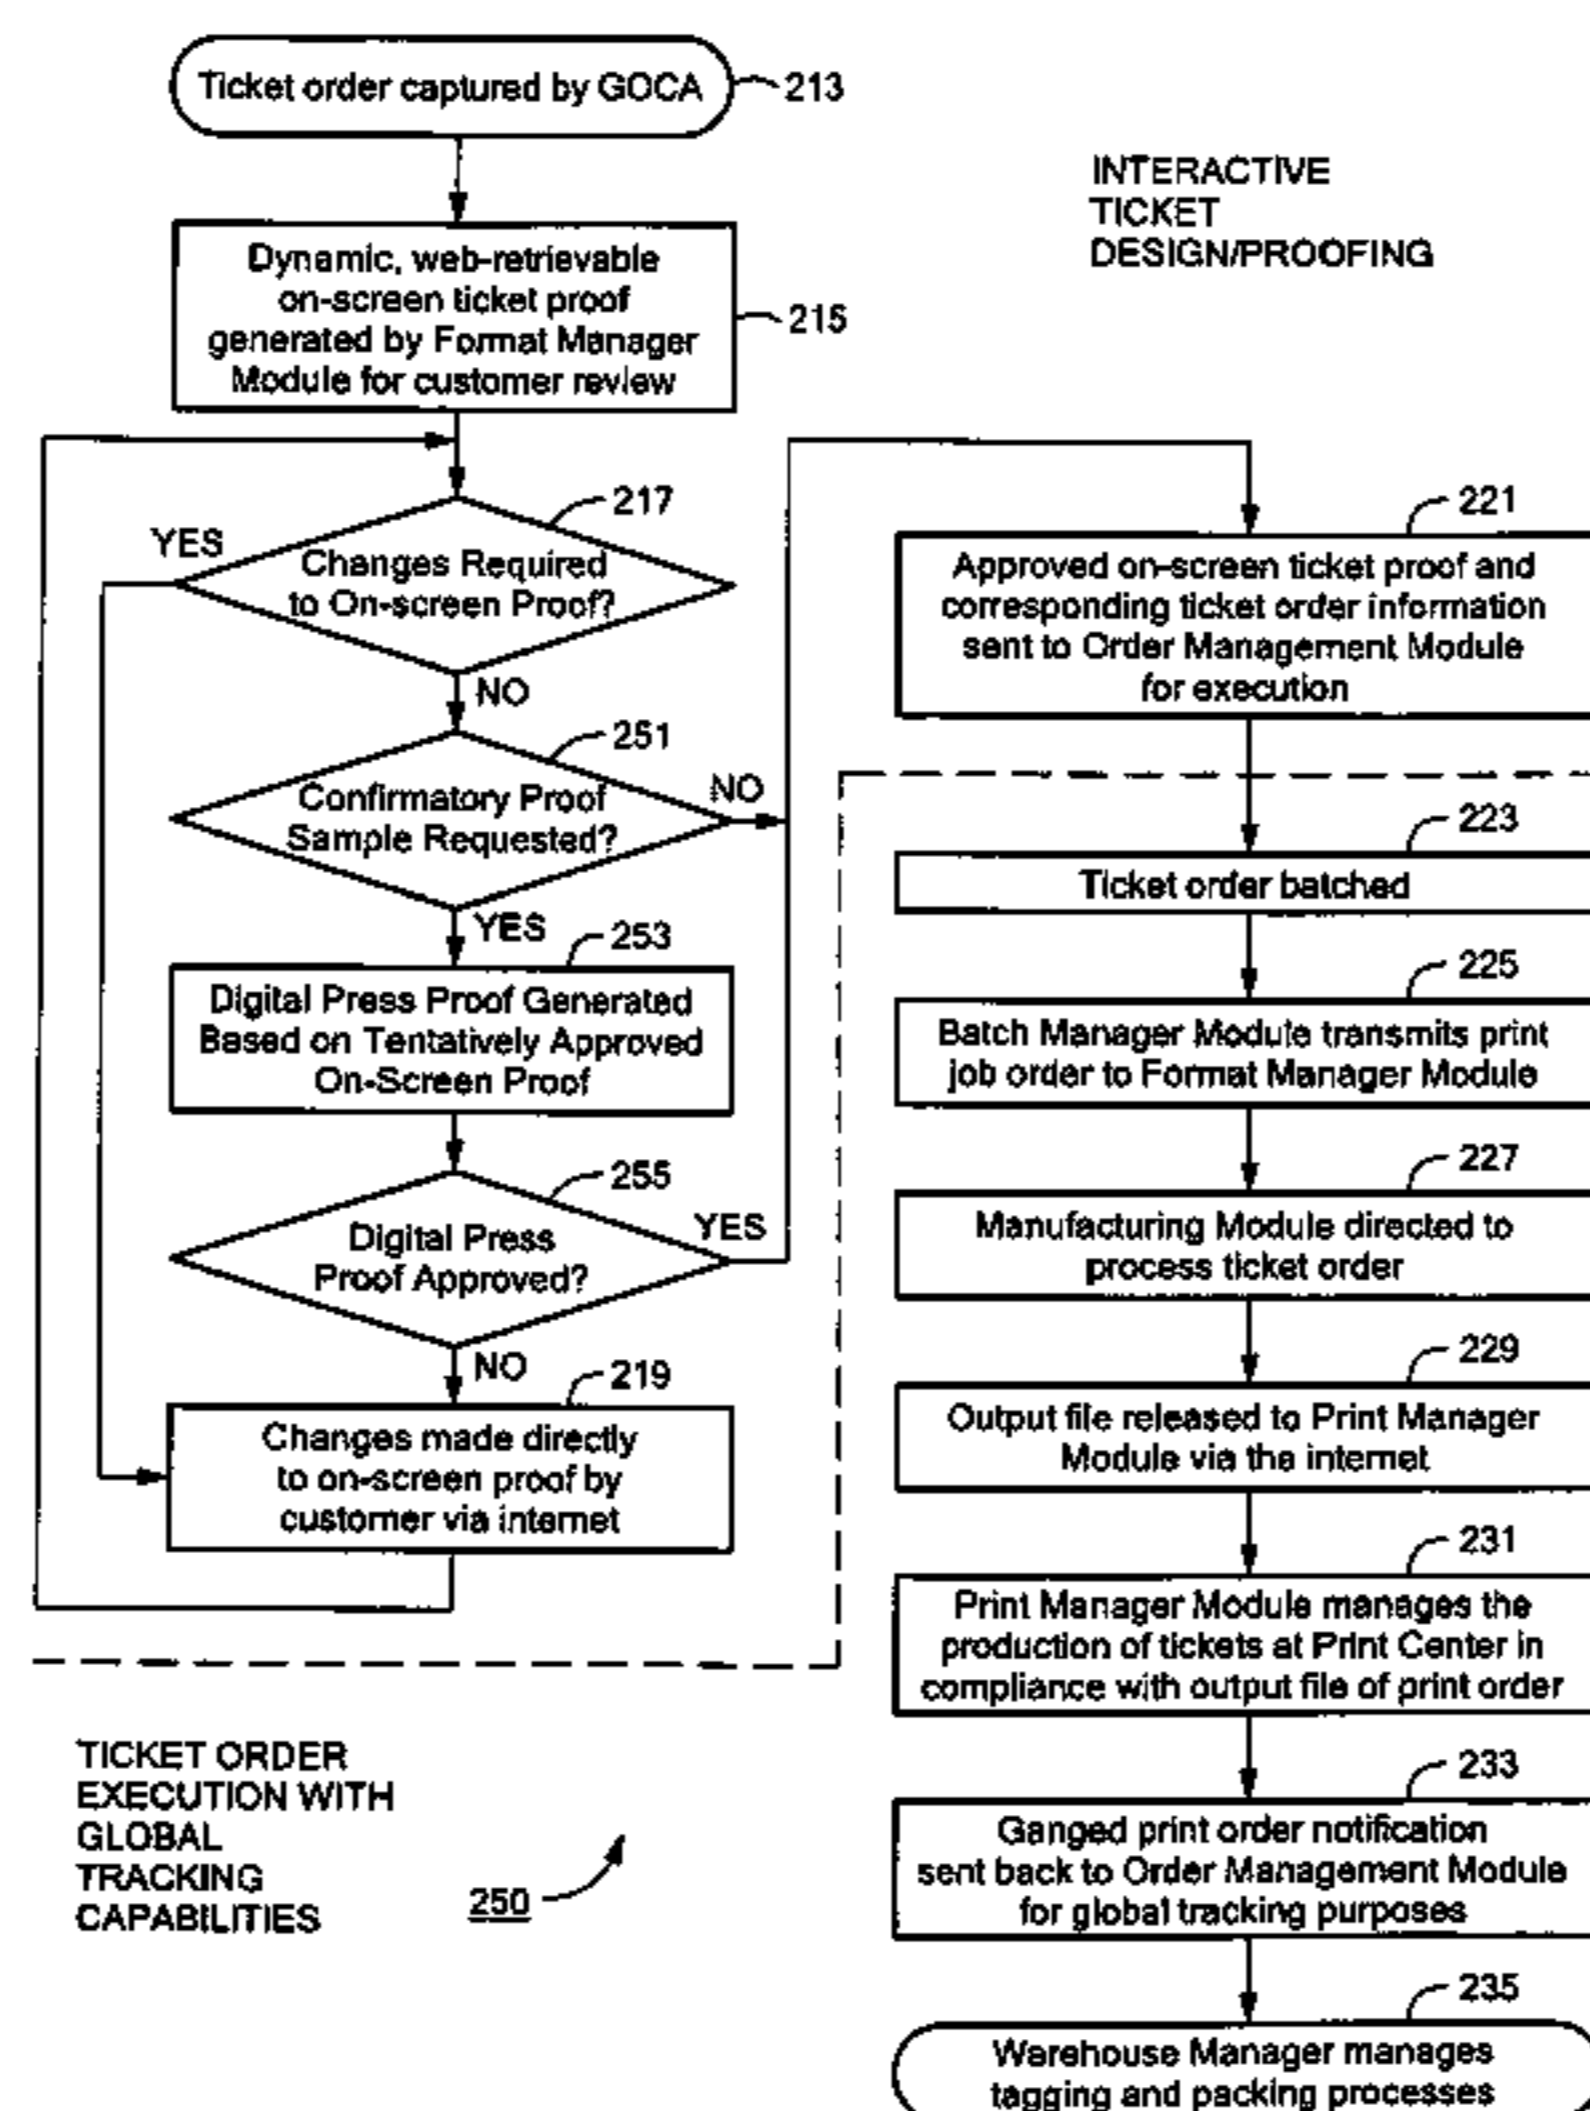 Ticket order captured by GOCA
213
INTERACTIVE
TICKET
DESIGN/PROOFING
Dynamic, web-retrievable
on-screen ticket proof
generated by Format Manager
Module for customer review
215
217
YES
Changes Required
to On-screen Proof?
NO
251
Confirmatory Proof
Sample Requested?
NO
YES
253
Digital Press Proof Generated
Based on Tentatively Approved
On-Screen Proof
255
Digital Press
Proof Approved?
YES
NO
219
Changes made directly
to on-screen proof by
customer via internet
221
Approved on-screen ticket proof and
corresponding ticket order information
sent to Order Management Module
for execution
223
Ticket order batched
225
Batch Manager Module transmits print
job order to Format Manager Module
227
Manufacturing Module directed to
process ticket order
229
Output file released to Print Manager
Module via the internet
231
Print Manager Module manages the
production of tickets at Print Center in
compliance with output file of print order
233
Ganged print order notification
sent back to Order Management Module
for global tracking purposes
235
Warehouse Manager manages
tagging and packing processes
TICKET ORDER
EXECUTION WITH
GLOBAL
TRACKING
CAPABILITIES
250